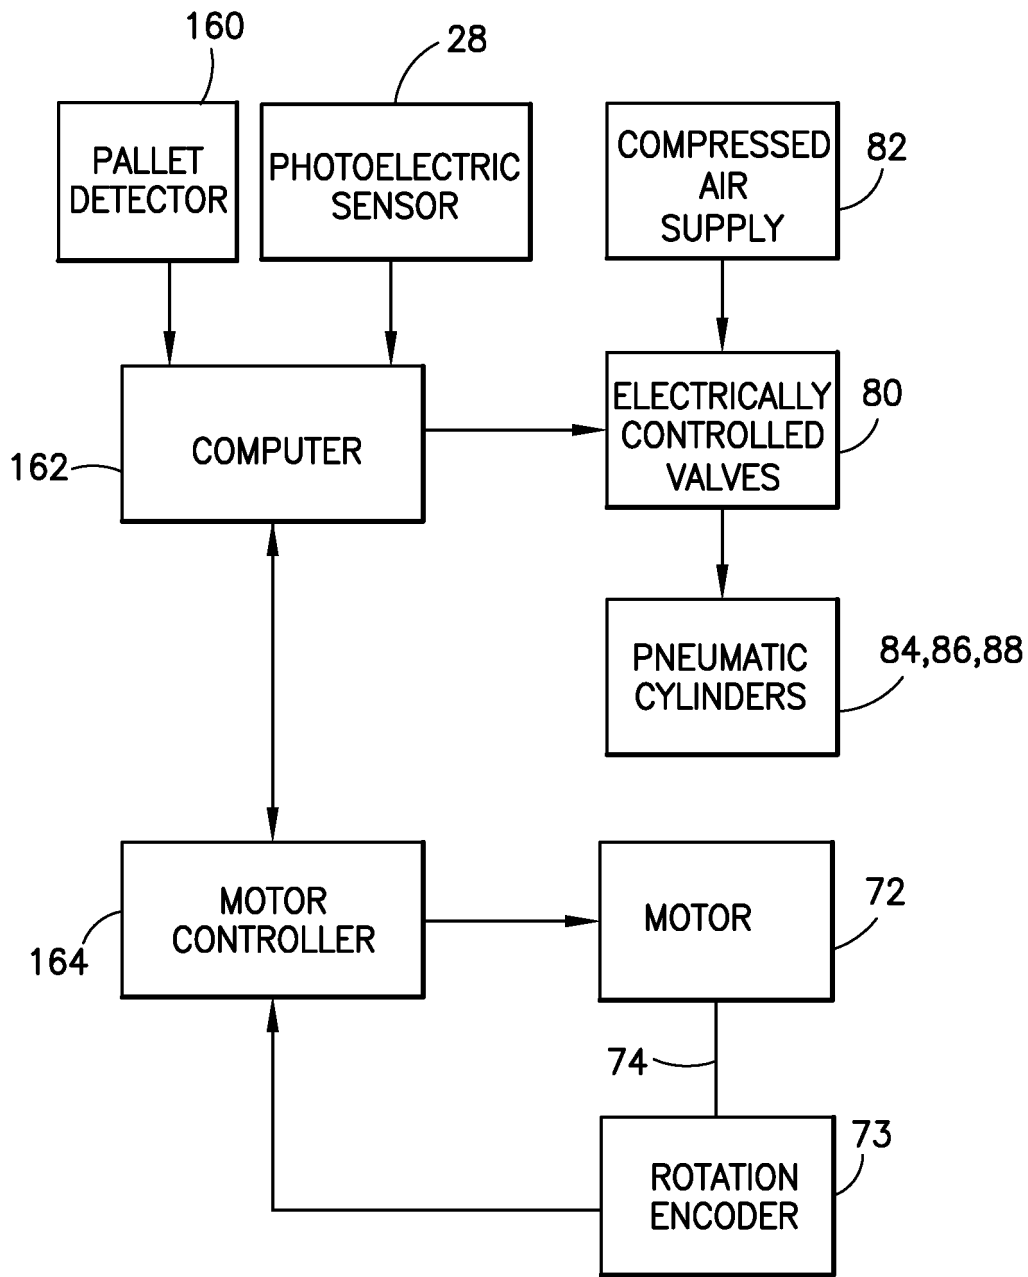 160
28
PALLET
DETECTOR
PHOTOELECTRIC
SENSOR
COMPRESSED
AIR
SUPPLY
82
COMPUTER
162
ELECTRICALLY
CONTROLLED
VALVES
80
PNEUMATIC
CYLINDERS
84,86,88
MOTOR
CONTROLLER
164
MOTOR
72
74
ROTATION
ENCODER
73